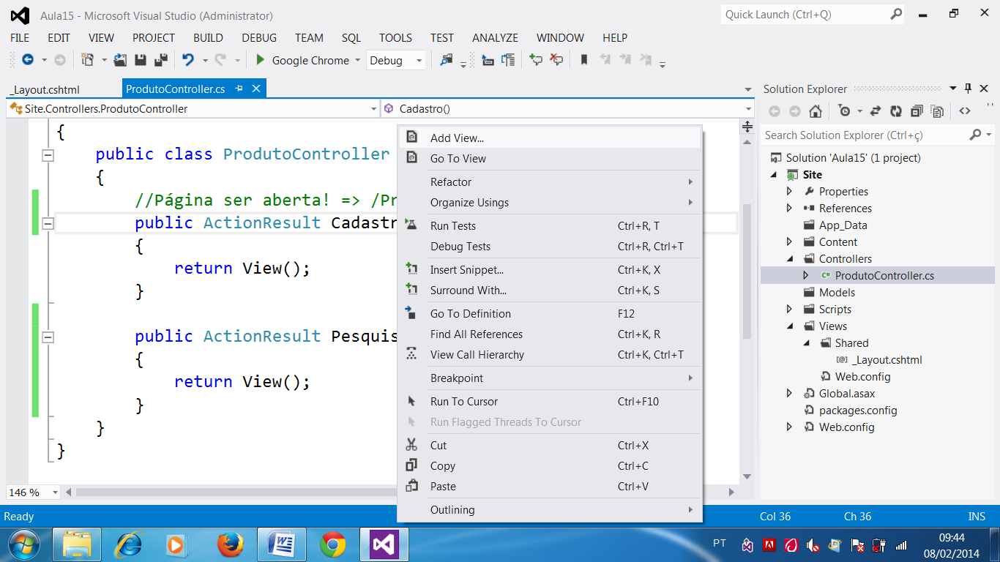 Aula15 - Microsoft Visual Studio (Administrator)
Quick Launch (Ctrl+Q)
FILE EDIT VIEW PROJECT BUILD DEBUG TEAM SQL TOOLS TEST ANALYZE WINDOW HELP
Google Chrome Debug
_Layout.cshtml ProdutoController.cs
Site.Controllers.ProdutoController Cadastro()
{
public class ProdutoController
{
//Página ser aberta! => /Pr
public ActionResult Cadastr
{
return View();
}
public ActionResult Pesquis
{
return View();
}
}
}
146 %
Add View...
Go To View
Refactor
Organize Usings
Run Tests Ctrl+R, T
Debug Tests Ctrl+R, Ctrl+T
Insert Snippet... Ctrl+K, X
Surround With... Ctrl+K, S
Go To Definition F12
Find All References Ctrl+K, R
View Call Hierarchy Ctrl+K, Ctrl+T
Breakpoint
Run To Cursor Ctrl+F10
Run Flagged Threads To Cursor
Cut Ctrl+X
Copy Ctrl+C
Paste Ctrl+V
Outlining
Solution Explorer
Search Solution Explorer (Ctrl+ç)
Solution 'Aula15' (1 project)
Site
Properties
References
App_Data
Content
Controllers
ProdutoController.cs
Models
Scripts
Views
Shared
_Layout.cshtml
Web.config
Global.asax
packages.config
Web.config
Ready Col 36 Ch 36 INS
PT
09:44
08/02/2014